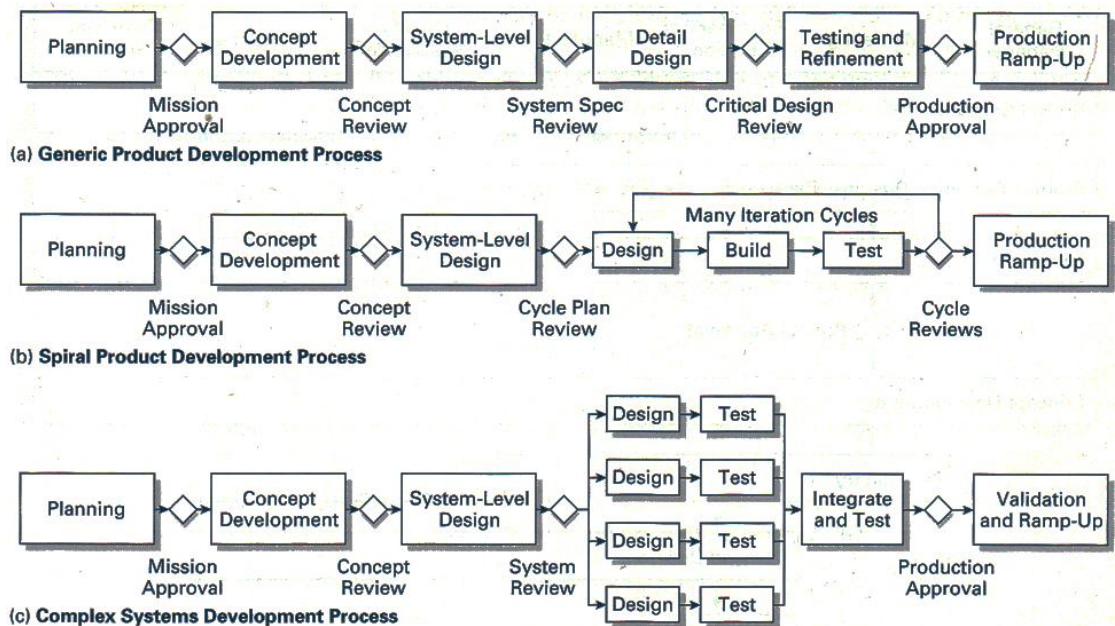 Planning
Concept
Development
System-Level
Design
Detail
Design
Testing and
Refinement
Production
Ramp-Up
Mission
Approval
Concept
Review
System Spec
Review
Critical Design
Review
Production
Approval
(a) Generic Product Development Process
Many Iteration Cycles
Planning
Concept
Development
System-Level
Design
Design
Build
Test
Production
Ramp-Up
Mission
Approval
Concept
Review
Cycle Plan
Review
Cycle
Reviews
(b) Spiral Product Development Process
Design
Test
Design
Test
Planning
Concept
Development
System-Level
Design
Integrate
and Test
Validation
and Ramp-Up
Design
Test
Mission
Approval
Concept
Review
System
Review
Production
Approval
Design
Test
(c) Complex Systems Development Process